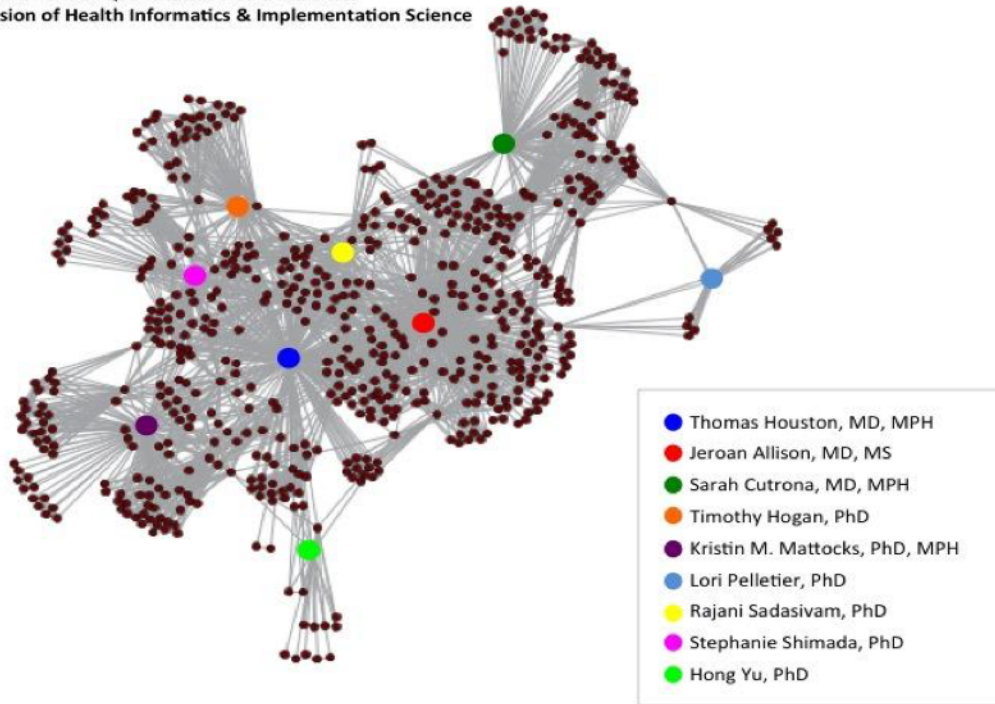 sion of Health Informatics & Implementation Science
Thomas Houston, MD, MPH
Jeroan Allison, MD, MS
Sarah Cutrona, MD, MPH
Timothy Hogan, PhD
Kristin M. Mattocks, PhD, MPH
Lori Pelletier, PhD
Rajani Sadasivam, PhD
Stephanie Shimada, PhD
Hong Yu, PhD